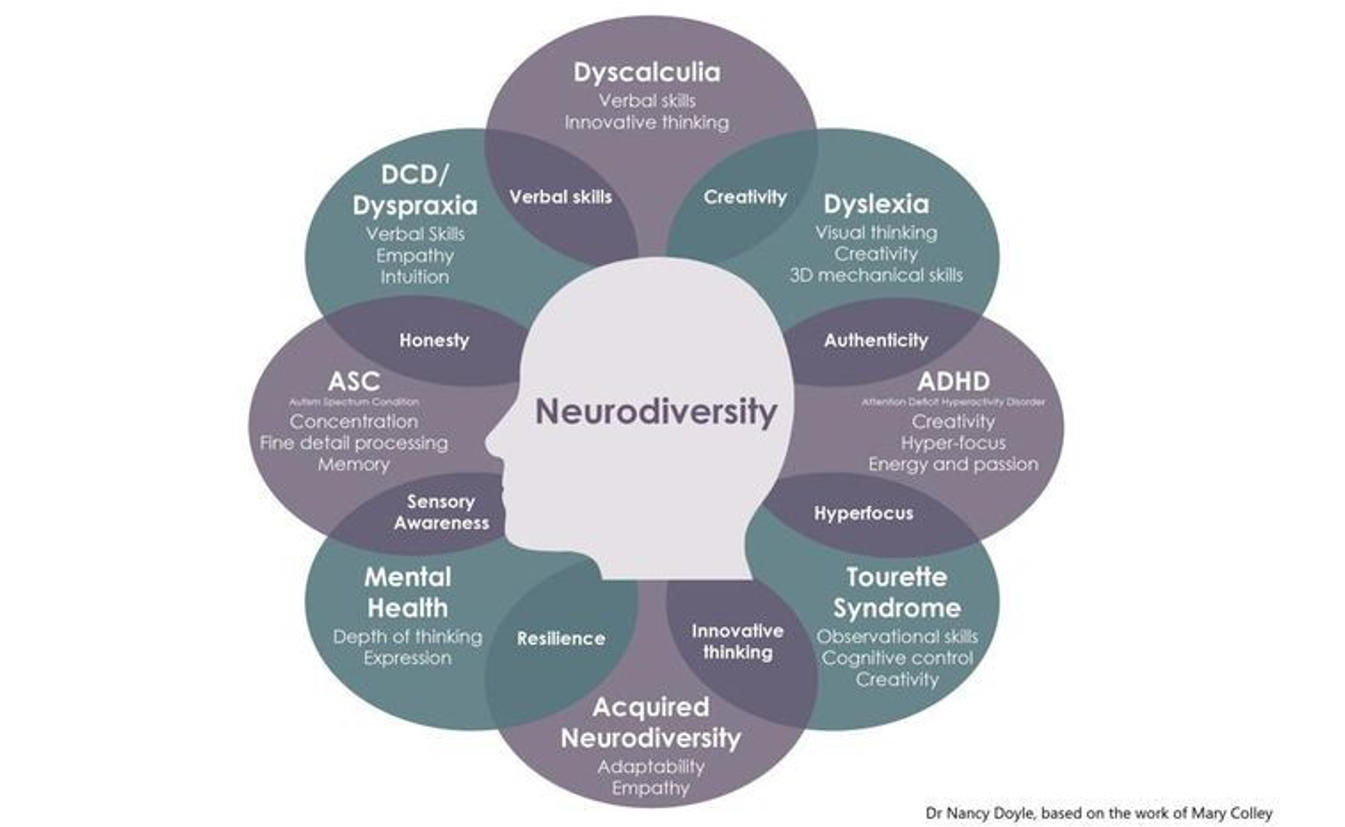 Dyscalculia
Verbal skills
Innovative thinking
Verbal skills
Creativity
DCD/
Dyspraxia
Verbal Skills
Empathy
Intuition
Dyslexia
Visual thinking
Creativity
3D mechanical skills
Honesty
Authenticity
ASC
Autism Spectrum Condition
Concentration
Fine detail processing
Memory
Neurodiversity
ADHD
Attention Deficit Hyperactivity Disorder
Creativity
Hyper-focus
Energy and passion
Sensory
Awareness
Hyperfocus
Mental
Health
Depth of thinking
Expression
Resilience
Innovative
thinking
Tourette
Syndrome
Observational skills
Cognitive control
Creativity
Acquired
Neurodiversity
Adaptability
Empathy
Dr Nancy Doyle, based on the work of Mary Colley